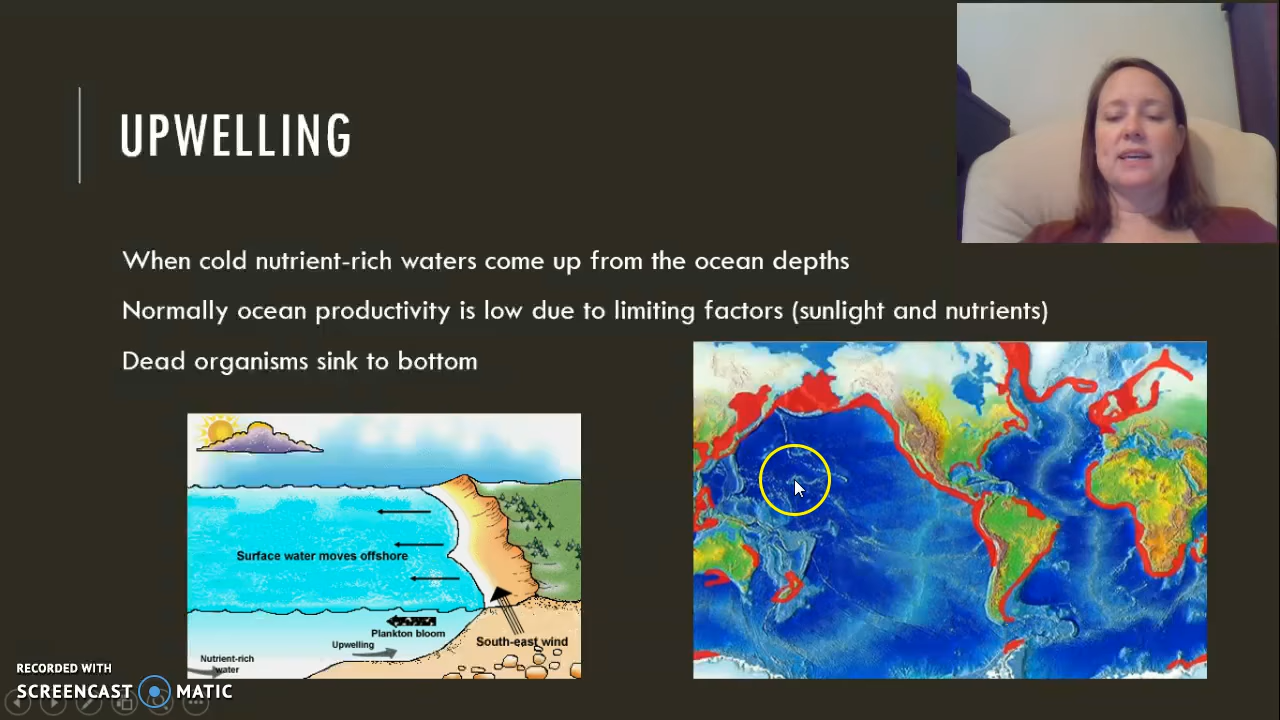 UPWELLING
When cold nutrient-rich waters come up from the ocean depths
Normally ocean productivity is low due to limiting factors (sunlight and nutrients)
Dead organisms sink to bottom
Surface water moves offshore
Plankton bloom
South-east wind
Upwelling
Nutrient-rich
water
RECORDED WITH
SCREENCAST MATIC